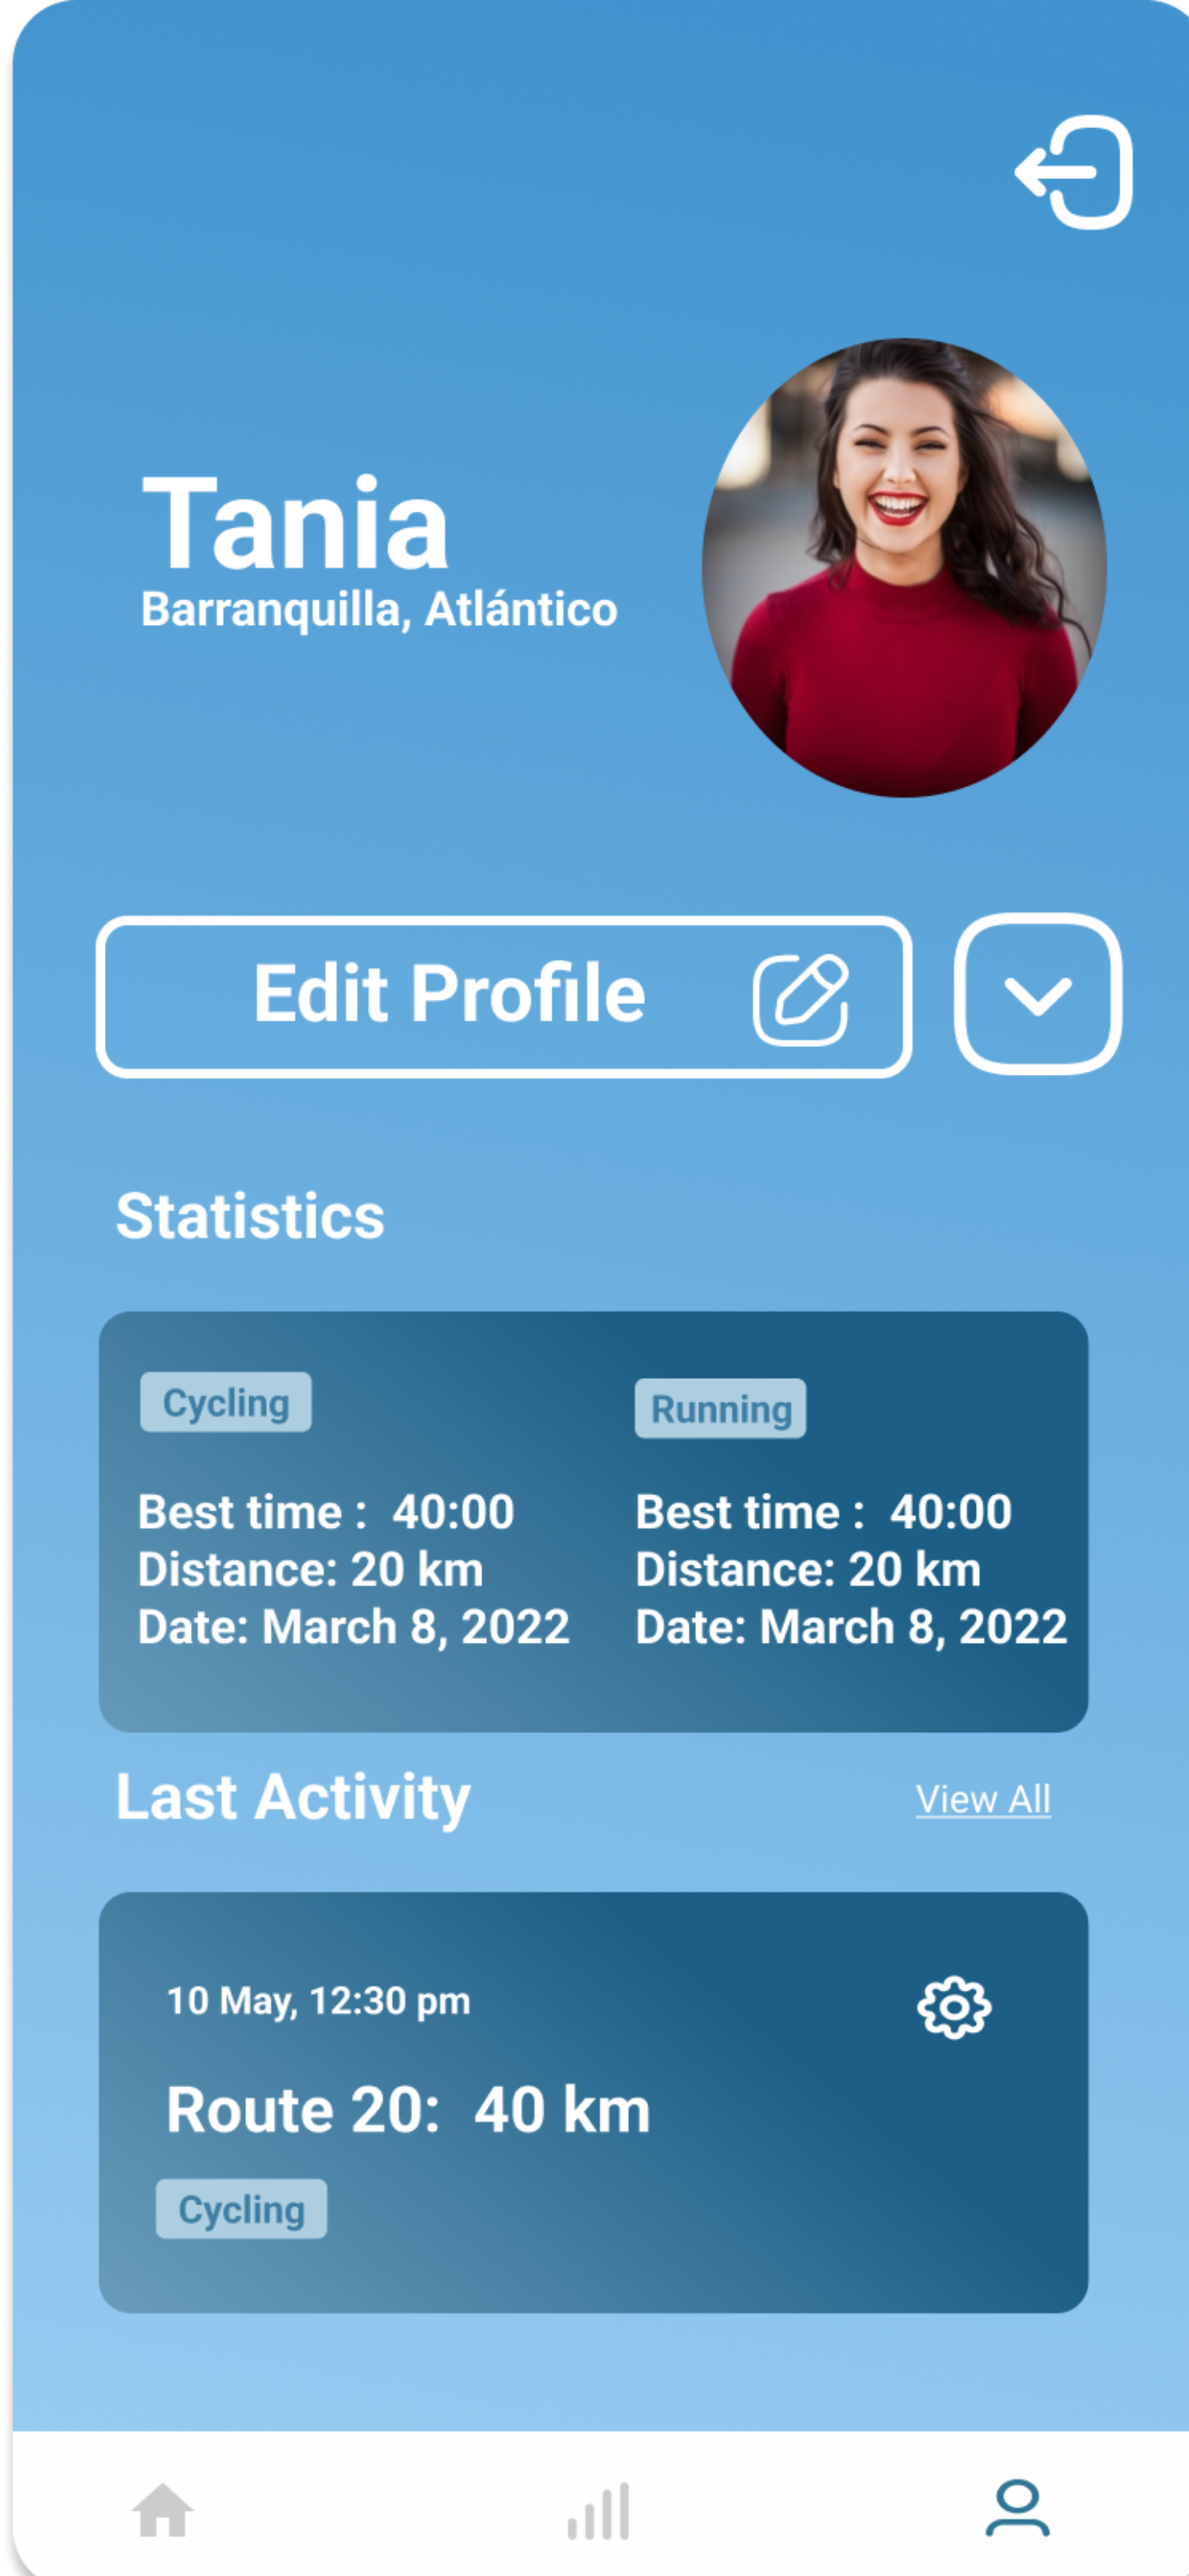 Tania
Barranquilla, Atlántico
Edit Profile
Statistics
Cycling
Best time :  40:00
Distance: 20 km
Date: March 8, 2022
Running
Best time :  40:00
Distance: 20 km
Date: March 8, 2022
Last Activity
View All
10 May, 12:30 pm
Route 20:  40 km
Cycling